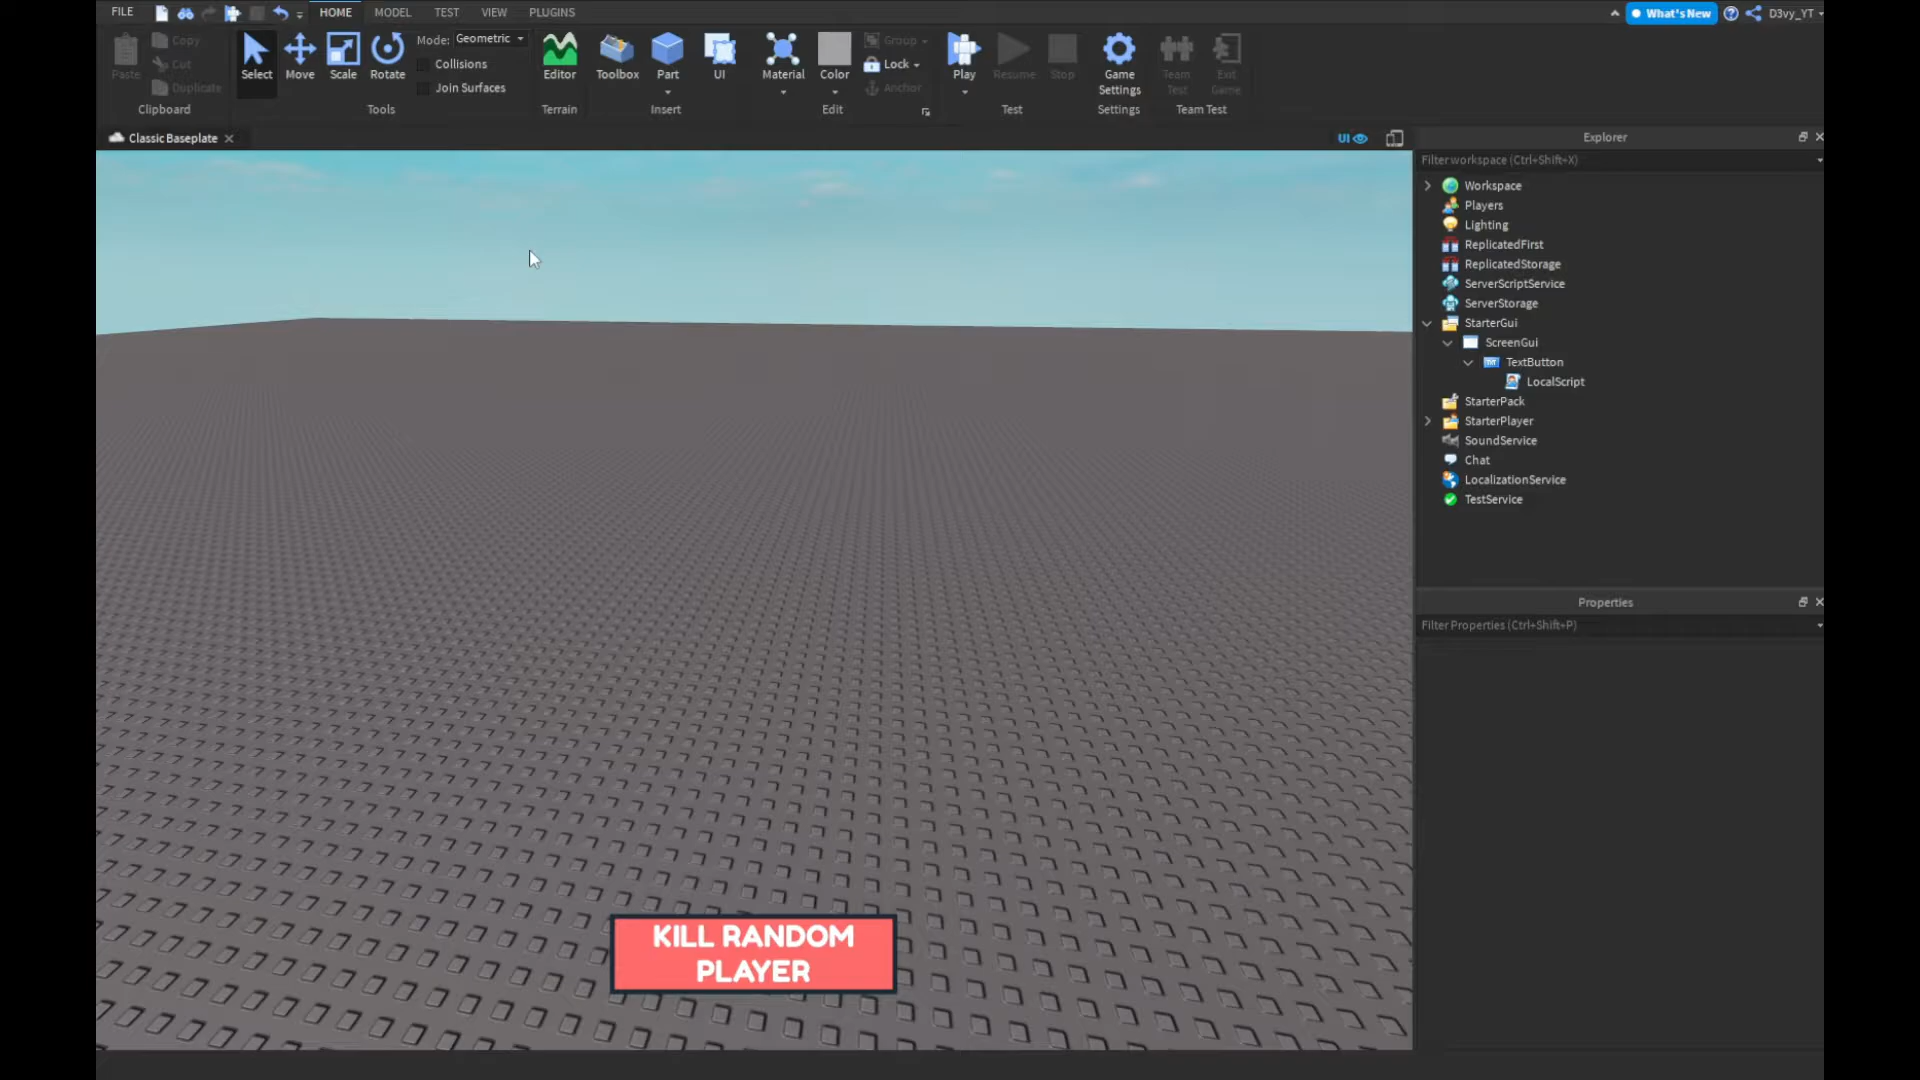 FILE
HOME
MODEL
TEST
VIEW
PLUGINS
What's New
D3vy_YT
Paste
Copy
Cut
Duplicate
Clipboard
Select
Move
Scale
Rotate
Mode: Geometric
Collisions
Join Surfaces
Tools
Editor
Terrain
Toolbox
Part
UI
Insert
Material
Color
Group
Lock
Anchor
Edit
Play
Resume
Stop
Test
Game
Settings
Settings
Team
Test
Exit
Game
Team Test
Classic Baseplate
UI
Explorer
Filter workspace (Ctrl+Shift+X)
Workspace
Players
Lighting
ReplicatedFirst
ReplicatedStorage
ServerScriptService
ServerStorage
StarterGui
ScreenGui
TextButton
LocalScript
StarterPack
StarterPlayer
SoundService
Chat
LocalizationService
TestService
Properties
Filter Properties (Ctrl+Shift+P)
KILL RANDOM
PLAYER